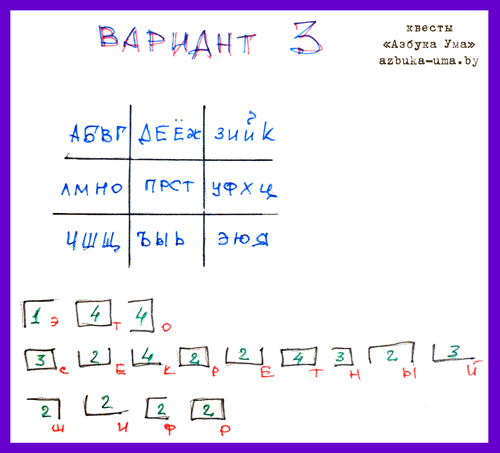 ВАРИАНТ 3
квесты
«Азбука Ума»
azbuka-uma.by
АБВГ ДЕЁЖ ЗИЙК
ЛМНО ПРСТ УФХЦ
ЧШЩ ЪЫЬ ЭЮЯ
1 Э 4 Т 4 О
3 С 2 Е 4 К 2 Р 2 Е 4 Т 3 Н 2 Ы 3 Й
2 Ш 2 И 2 Ф 2 Р